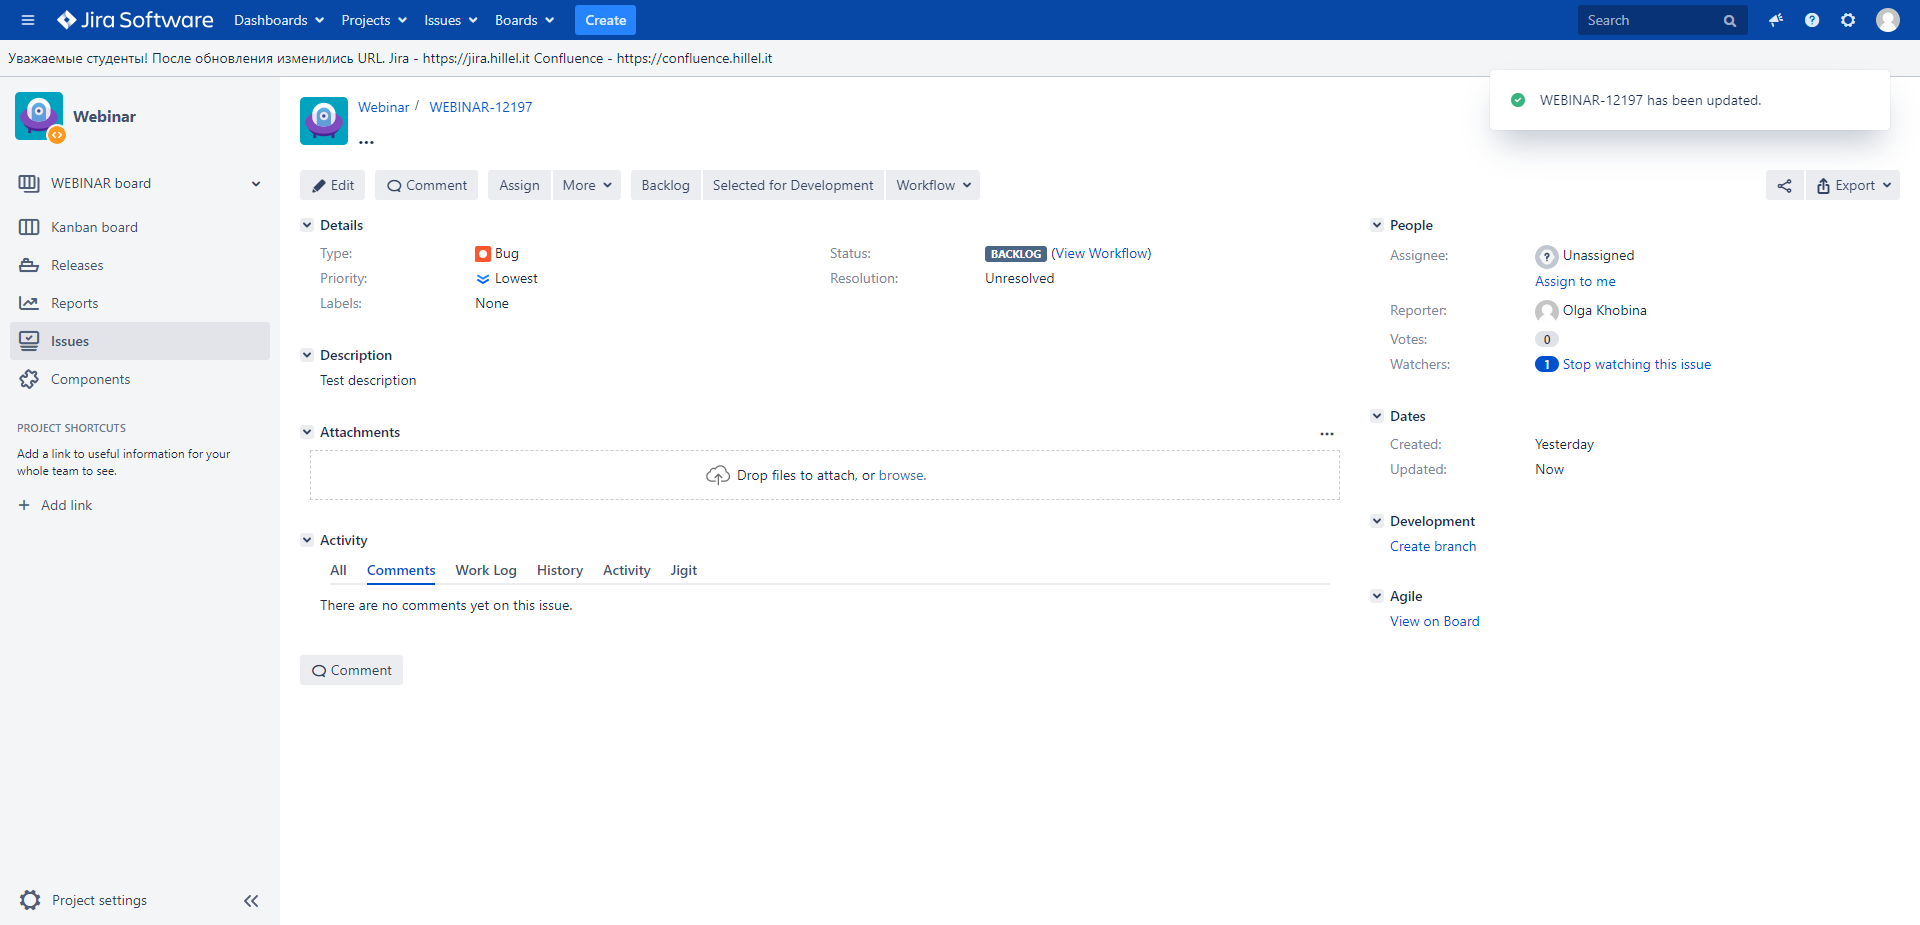 Jira Software Dashboards Projects Issues Boards Create Search
Уважаемые студенты! После обновления изменились URL. Jira - https://jira.hillel.it Confluence - https://confluence.hillel.it
Webinar
WEBINAR board
Kanban board
Releases
Reports
Issues
Components
PROJECT SHORTCUTS
Add a link to useful information for your
whole team to see.
+ Add link
Project settings
Webinar / WEBINAR-12197
...
WEBINAR-12197 has been updated.
Edit Comment Assign More Backlog Selected for Development Workflow Export
Details
Type: Bug Status: BACKLOG (View Workflow)
Priority: Lowest Resolution: Unresolved
Labels: None
Description
Test description
Attachments ...
Drop files to attach, or browse.
Activity
All Comments Work Log History Activity Jigit
There are no comments yet on this issue.
Comment
People
Assignee: ? Unassigned
Assign to me
Reporter: Olga Khobina
Votes: 0
Watchers: 1 Stop watching this issue
Dates
Created: Yesterday
Updated: Now
Development
Create branch
Agile
View on Board